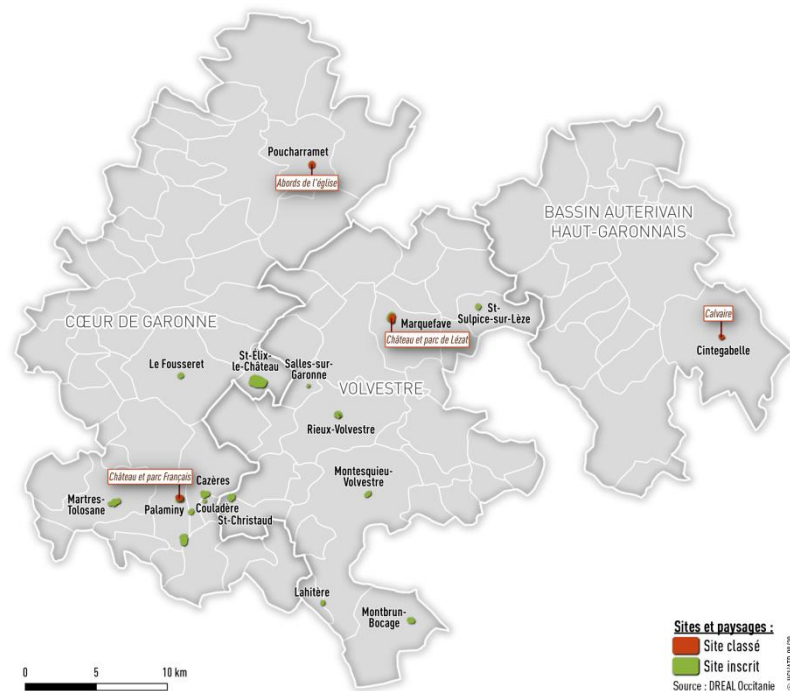 Poucharramet
Abords de l'église
BASSIN AUTERIVAIN
HAUT-GARONNAIS
CŒUR DE GARONNE
St-
Sulpice-sur-Lèze
Marquefave
Château et parc de Lézat
Calvaire
Cintegabelle
Le Fousseret
St-Élix-
le-Château
Salles-sur-
Garonne
VOLVESTRE
Rieux-Volvestre
Château et parc Français
Cazères
Montesquieu-
Volvestre
Martres-
Tolosane
Palaminy
Couladère
St-Christaud
Lahitère
Montbrun-
Bocage
Sites et paysages :
Site classé
Site inscrit
Source : DREAL Occitanie
0 5 10 km